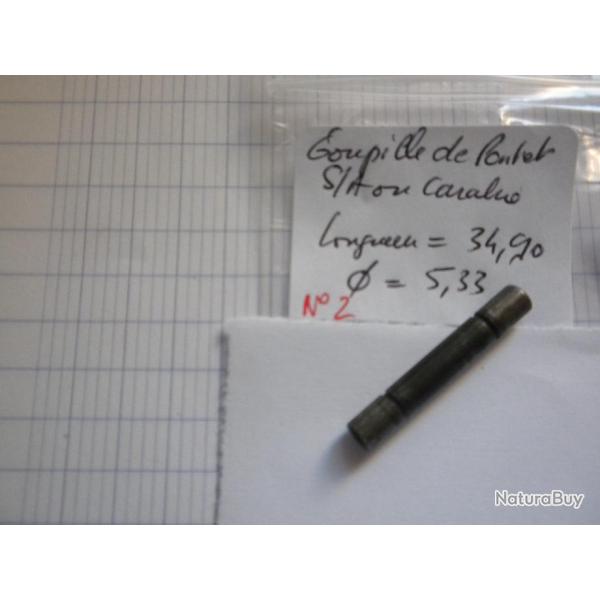 Goupille de Pontet
S/A ou Carabine
Longueur = 34,90
Ø = 5,33
N° 2
NaturaBuy